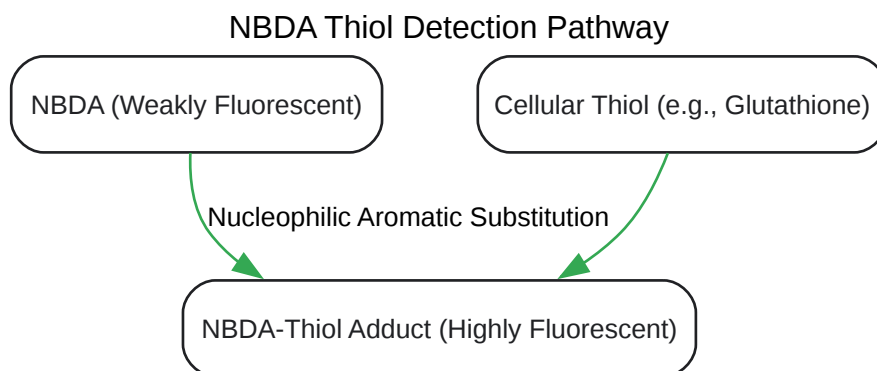 NBDA Thiol Detection Pathway
NBDA (Weakly Fluorescent)
Cellular Thiol (e.g., Glutathione)
Nucleophilic Aromatic Substitution
NBDA-Thiol Adduct (Highly Fluorescent)